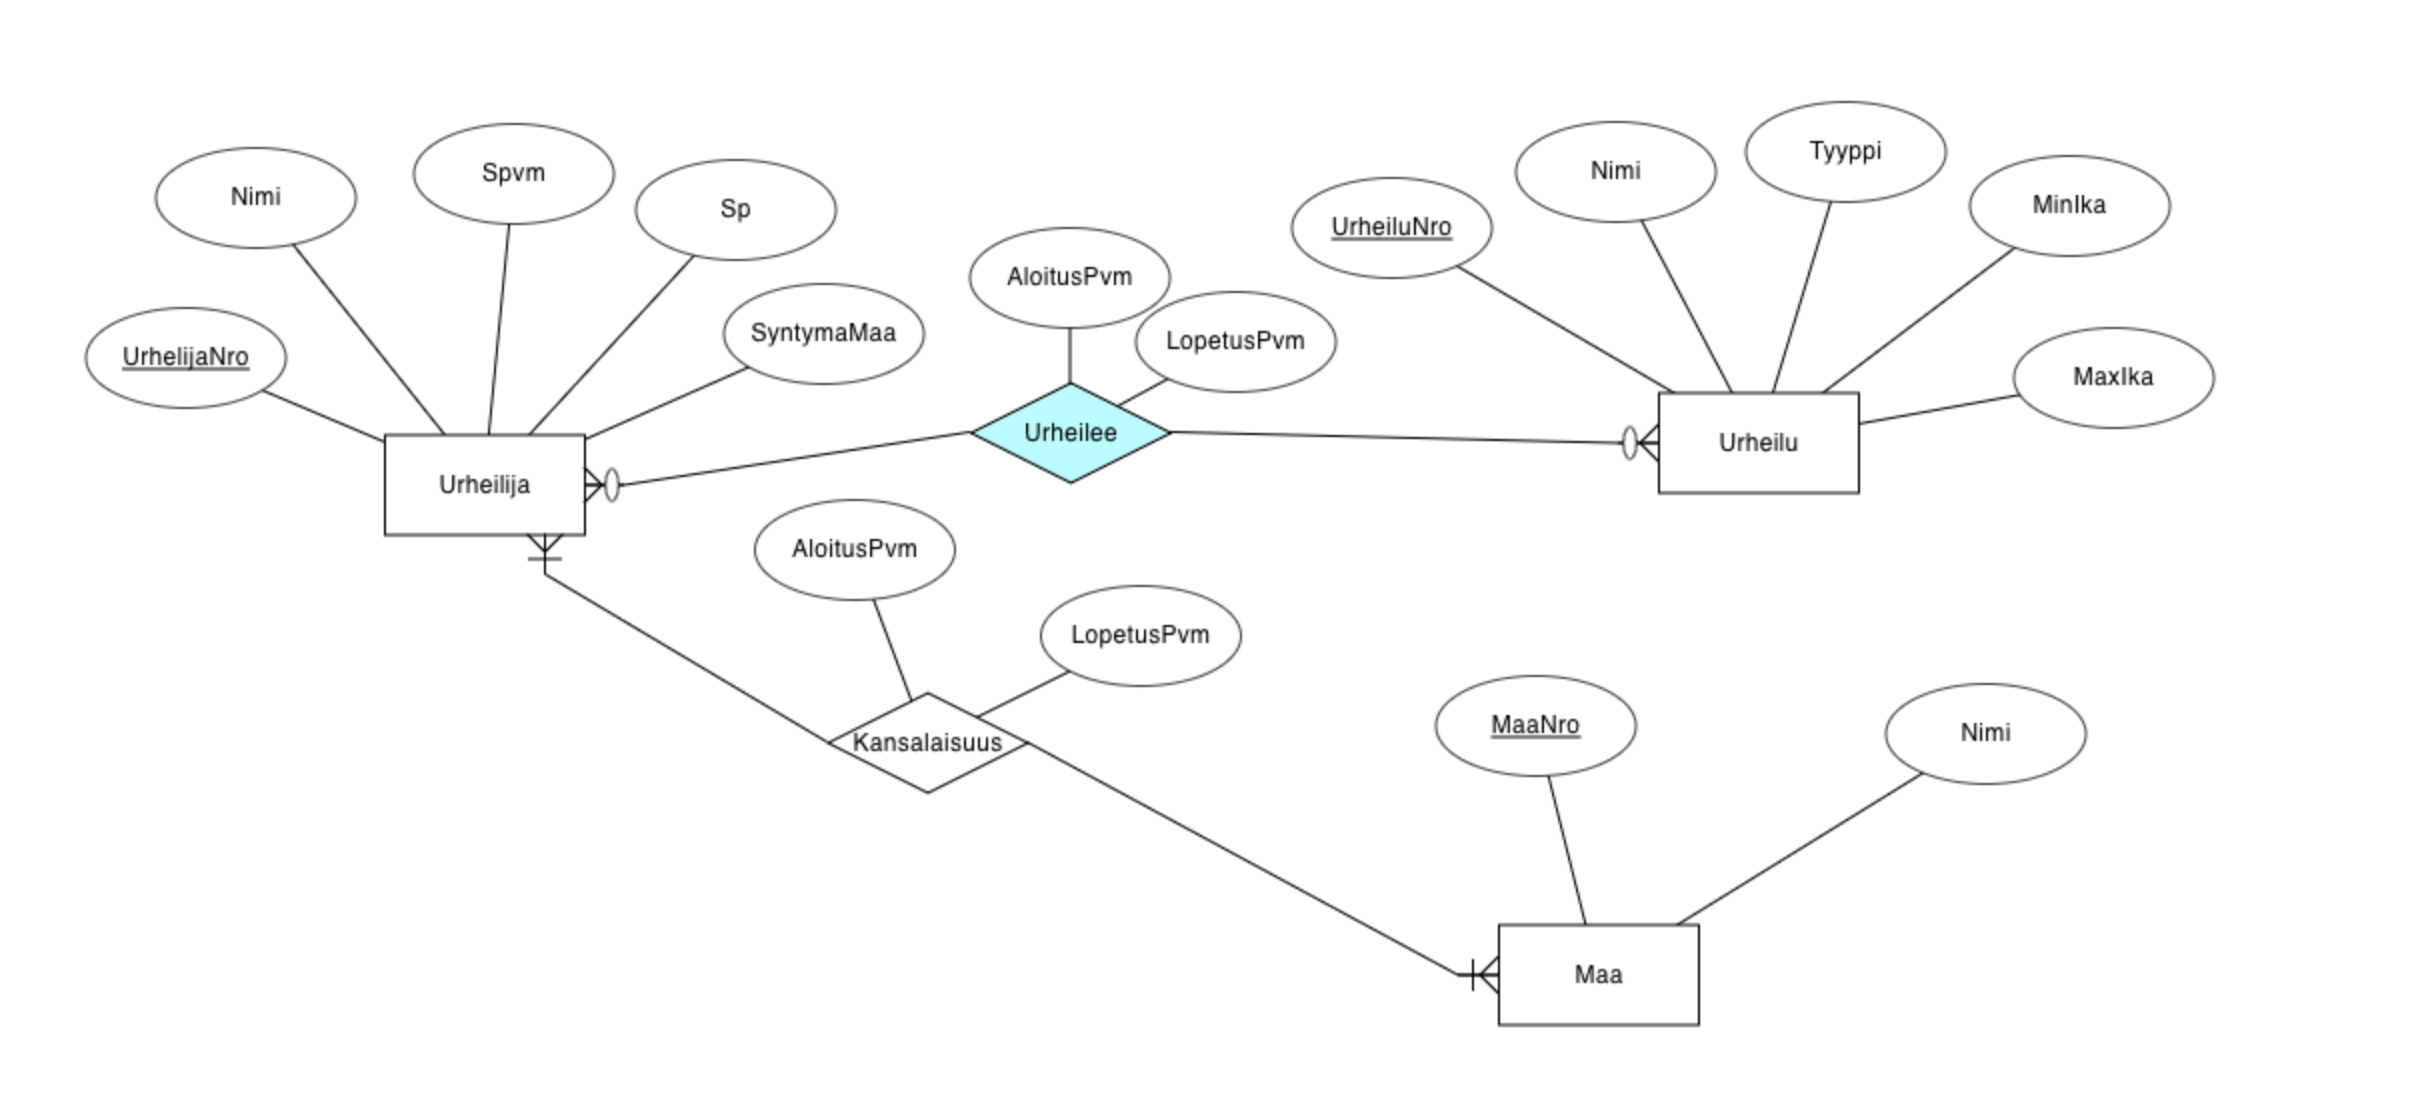 Nimi
Spvm
Sp
UrhelijaNro
SyntymaMaa
Urheilija
AloitusPvm
LopetusPvm
Urheilee
UrheiluNro
Nimi
Tyyppi
MinIka
MaxIka
Urheilu
AloitusPvm
LopetusPvm
Kansalaisuus
MaaNro
Nimi
Maa